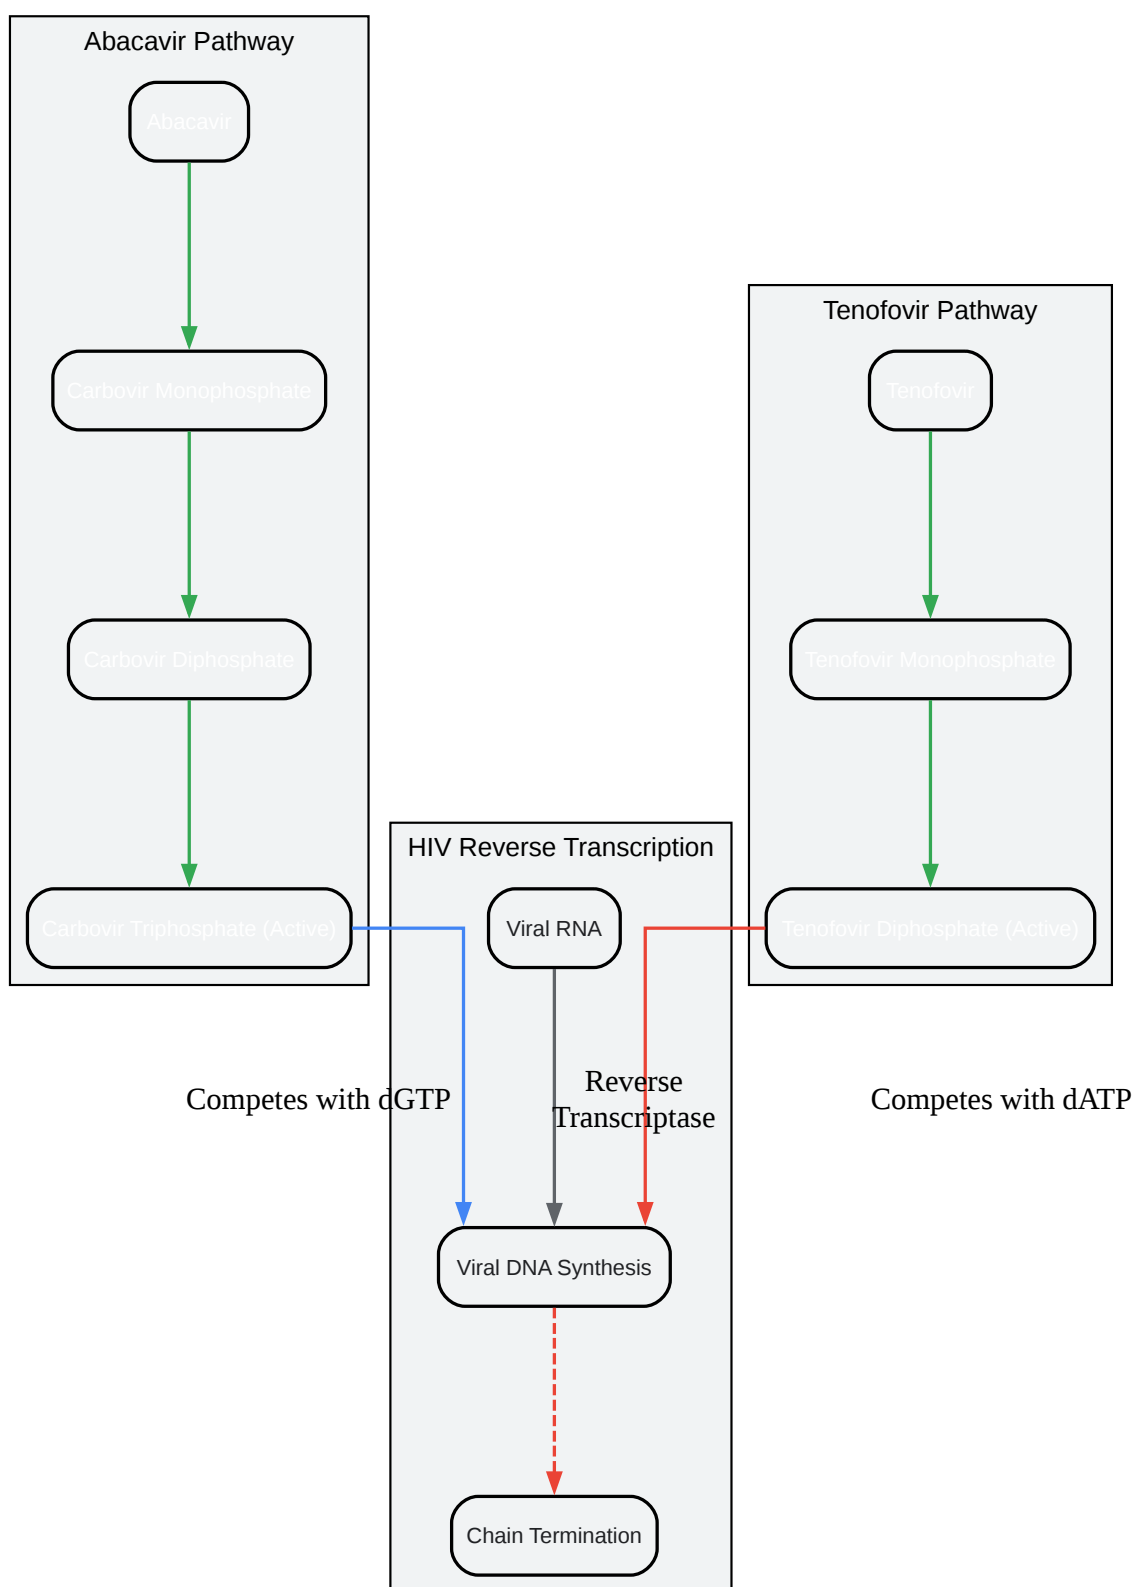 Abacavir Pathway
Abacavir
Carbovir Monophosphate
Carbovir Diphosphate
Carbovir Triphosphate (Active)
Tenofovir Pathway
Tenofovir
Tenofovir Monophosphate
Tenofovir Diphosphate (Active)
HIV Reverse Transcription
Viral RNA
Competes with dGTP
Reverse
Transcriptase
Competes with dATP
Viral DNA Synthesis
Chain Termination